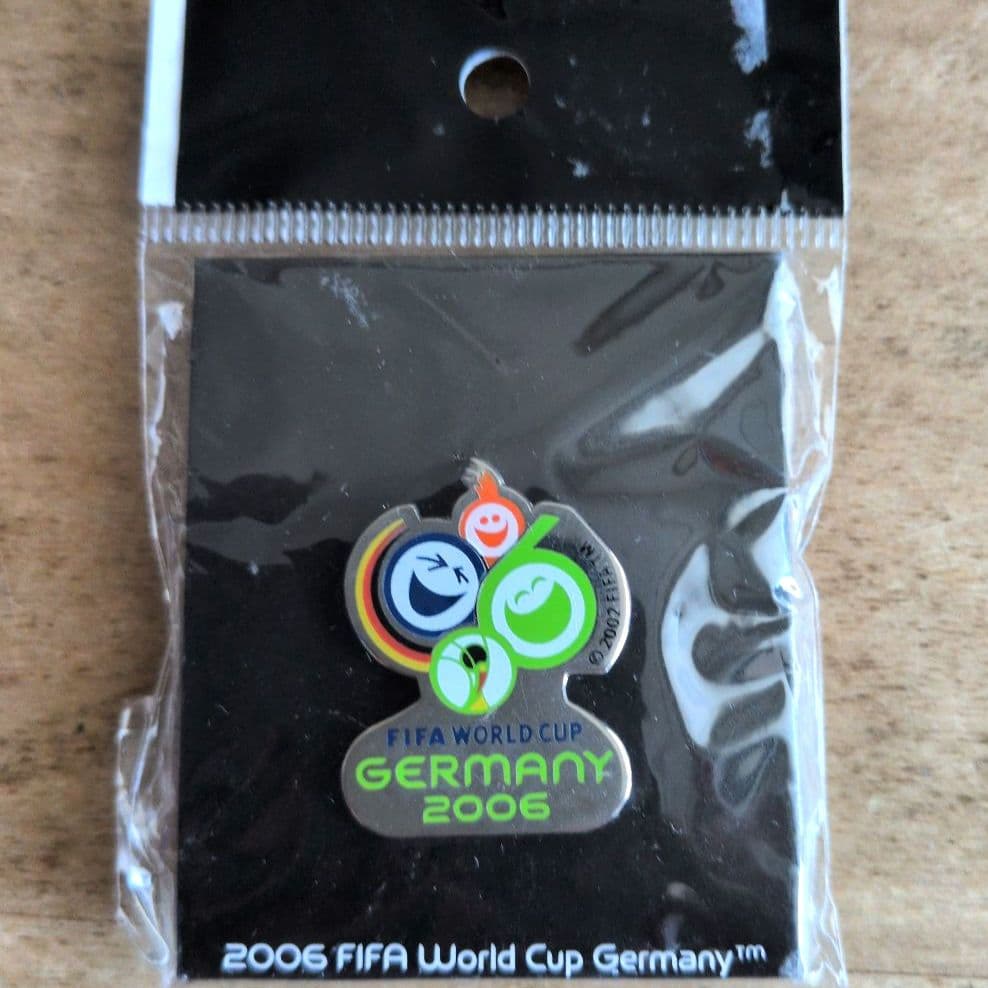 © 2002 FIFA TM
FIFA WORLD CUP
GERMANY
2006
2006 FIFA World Cup Germany™